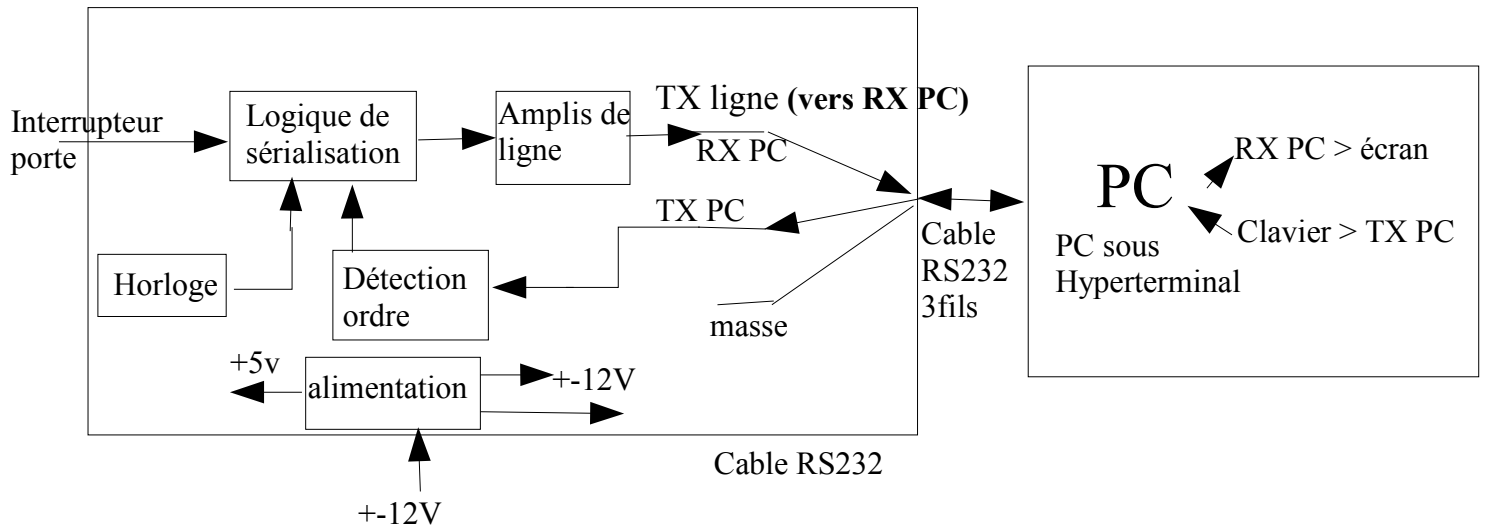 Interrupteur
porte
Logique de
sérialisation
Amplis de
ligne
TX ligne (vers RX PC)
RX PC
TX PC
Horloge
Détection
ordre
masse
+5v
alimentation
+-12V
+-12V
Cable RS232
Cable
RS232
3fils
PC
PC sous
Hyperterminal
RX PC > écran
Clavier > TX PC